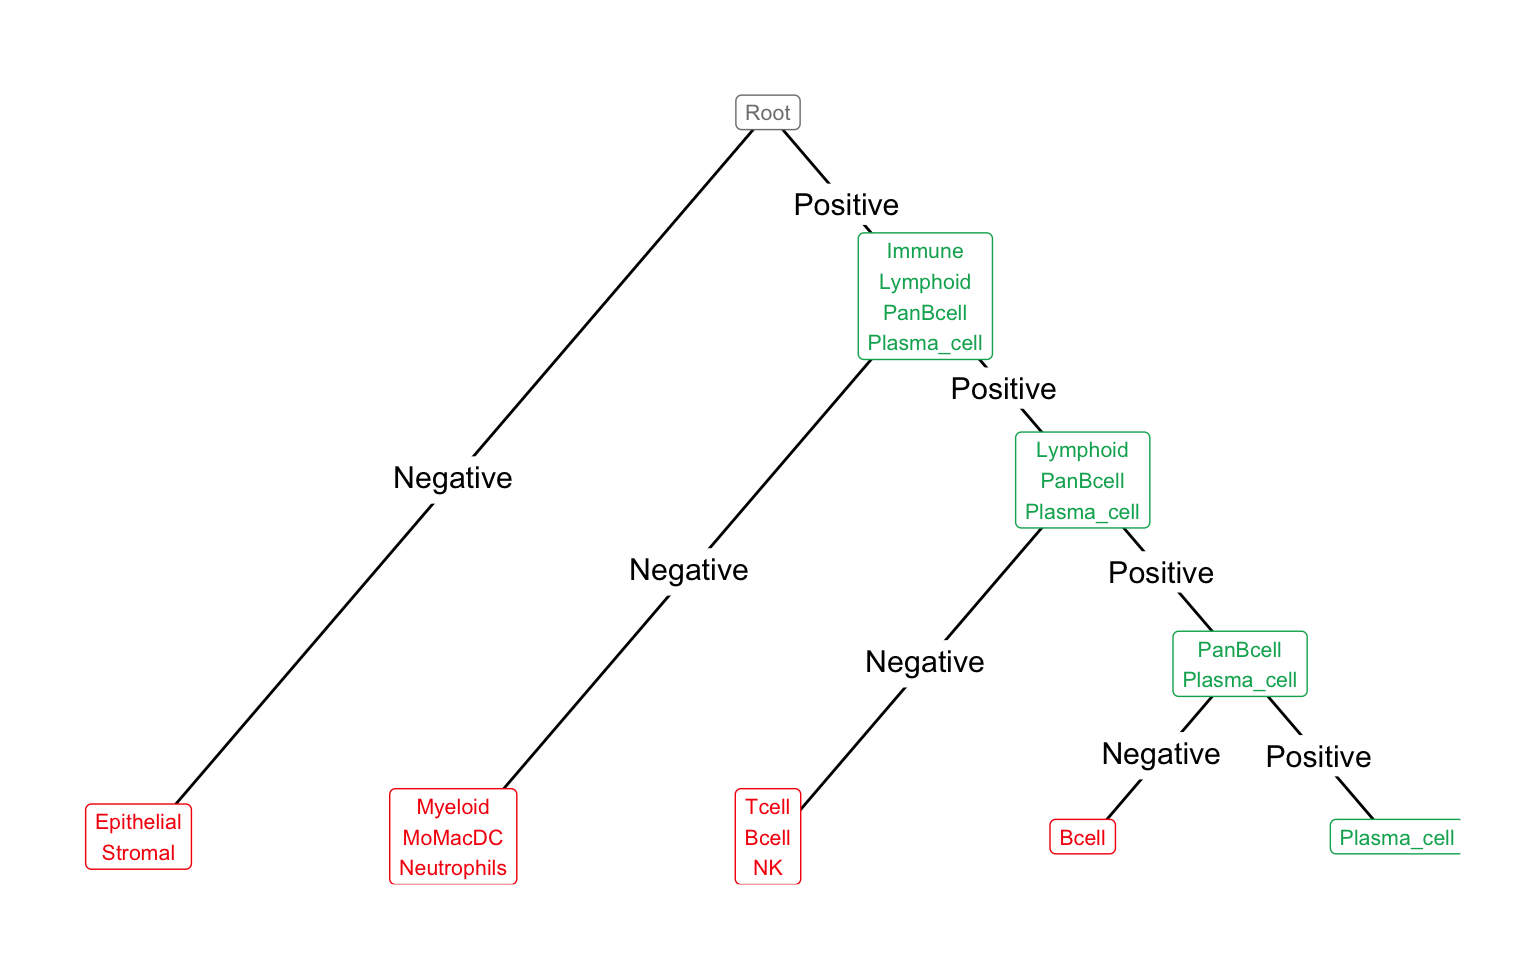 Root
Positive
Immune
Lymphoid
PanBcell
Plasma_cell
Positive
Negative
Lymphoid
PanBcell
Plasma_cell
Negative
Positive
Negative
PanBcell
Plasma_cell
Negative
Positive
Epithelial
Stromal
Myeloid
MoMacDC
Neutrophils
Tcell
Bcell
NK
Bcell
Plasma_cell